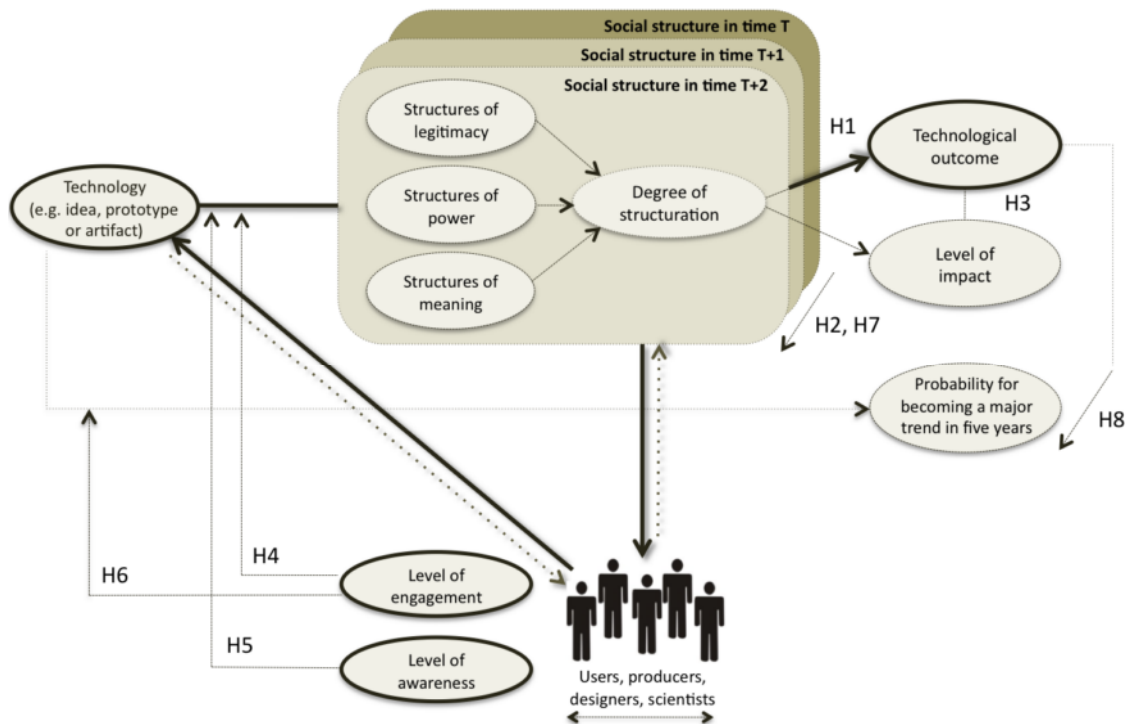 Social structure in time T
Social structure in time T+1
Social structure in time T+2
Structures of
legitimacy
Structures of
power
Structures of
meaning
Degree of
structuration
H1
Technological
outcome
H3
Level of
impact
H2, H7
Technology
(e.g. idea, prototype
or artifact)
Probability for
becoming a major
trend in five years
H8
H4
H6
Level of
engagement
H5
Level of
awareness
Users, producers,
designers, scientists